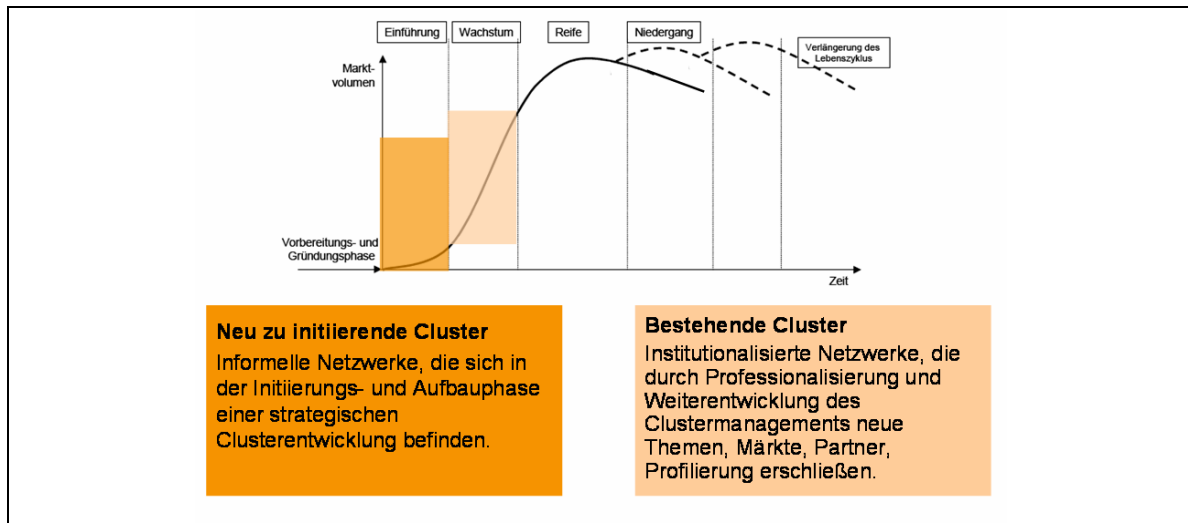 Einführung
Wachstum
Reife
Niedergang
Verlängerung des
Lebenszyklus
Markt-
volumen
Vorbereitungs- und
Gründungsphase
Zeit
Neu zu initiierende Cluster
Informelle Netzwerke, die sich in
der Initiierungs- und Aufbauphase
einer strategischen
Clusterentwicklung befinden.
Bestehende Cluster
Institutionalisierte Netzwerke, die
durch Professionalisierung und
Weiterentwicklung des
Clustermanagements neue
Themen, Märkte, Partner,
Profilierung erschließen.